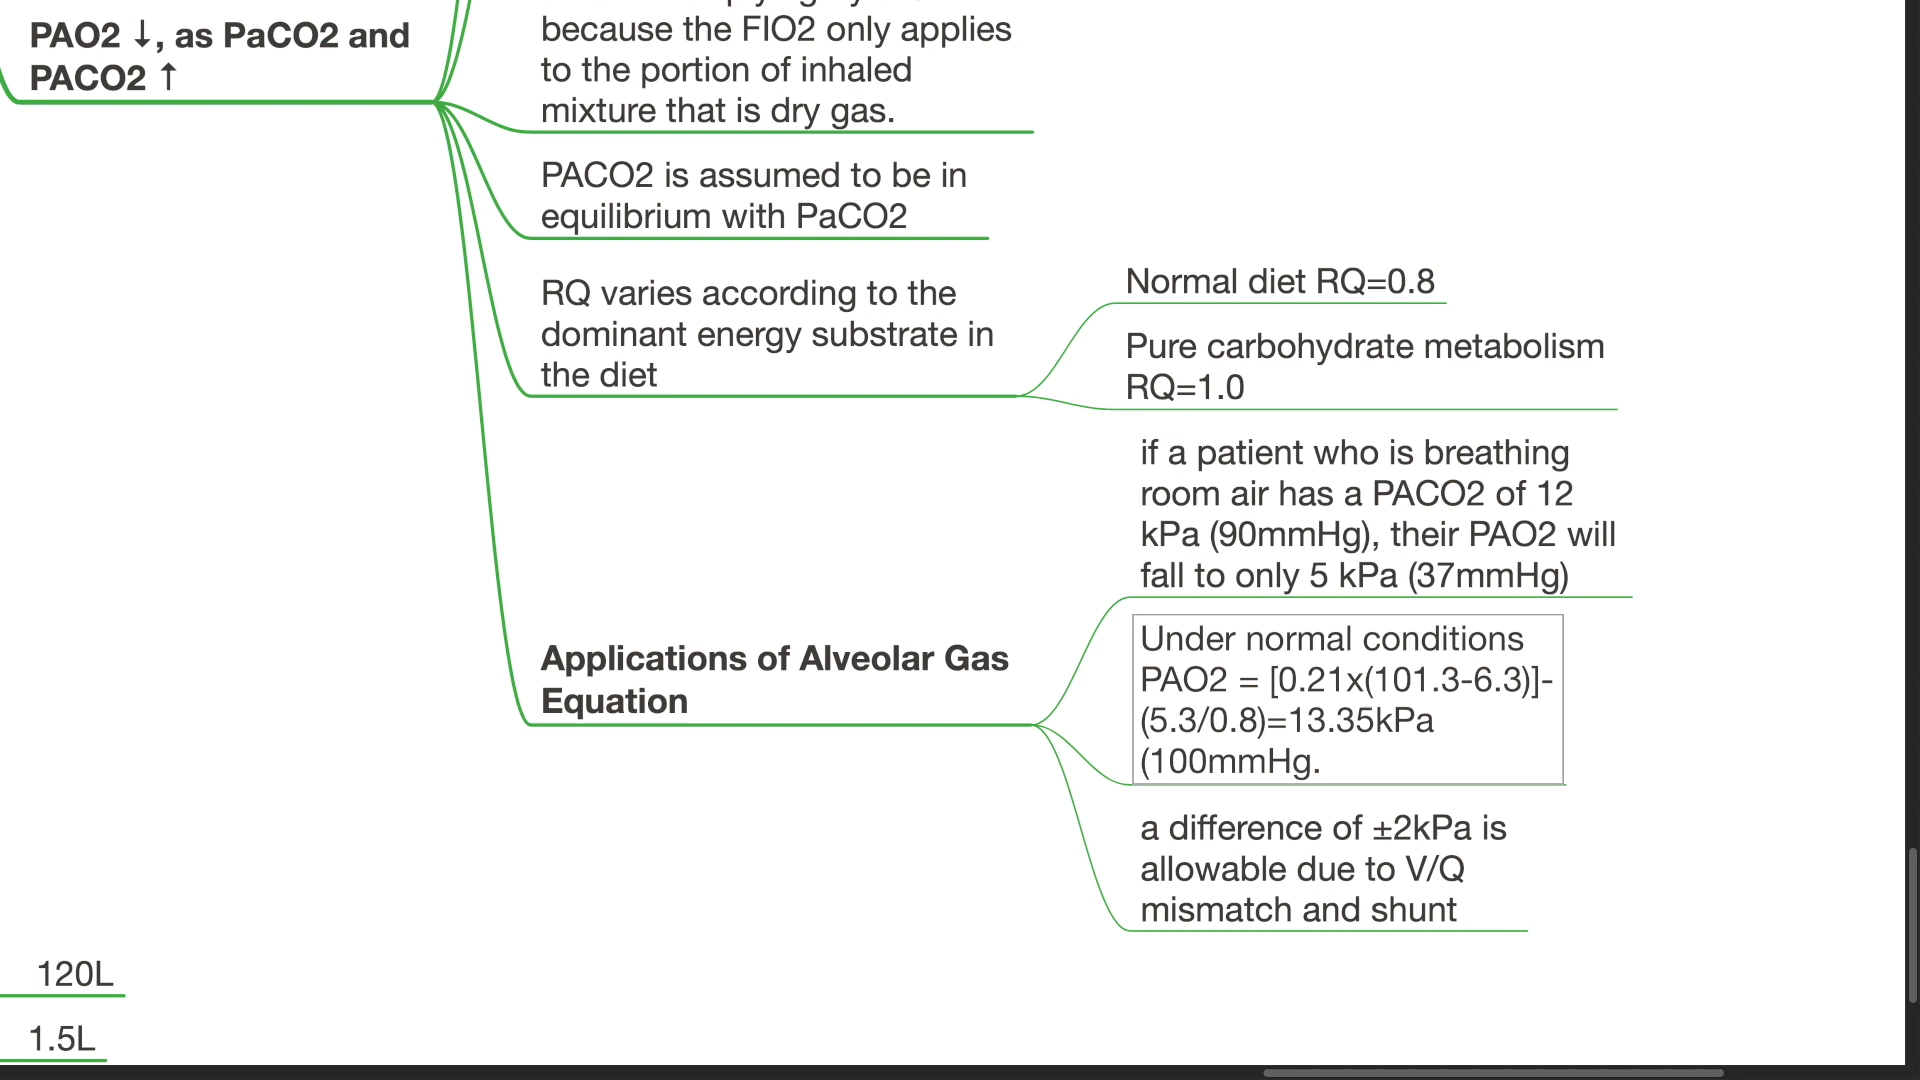 PAO2 ↓, as PaCO2 and
PACO2 ↑
because the FIO2 only applies
to the portion of inhaled
mixture that is dry gas.
PACO2 is assumed to be in
equilibrium with PaCO2
RQ varies according to the
dominant energy substrate in
the diet
Normal diet RQ=0.8
Pure carbohydrate metabolism
RQ=1.0
Applications of Alveolar Gas
Equation
if a patient who is breathing
room air has a PACO2 of 12
kPa (90mmHg), their PAO2 will
fall to only 5 kPa (37mmHg)
Under normal conditions
PAO2 = [0.21x(101.3-6.3)]-
(5.3/0.8)=13.35kPa
(100mmHg.
a difference of ±2kPa is
allowable due to V/Q
mismatch and shunt
120L
1.5L